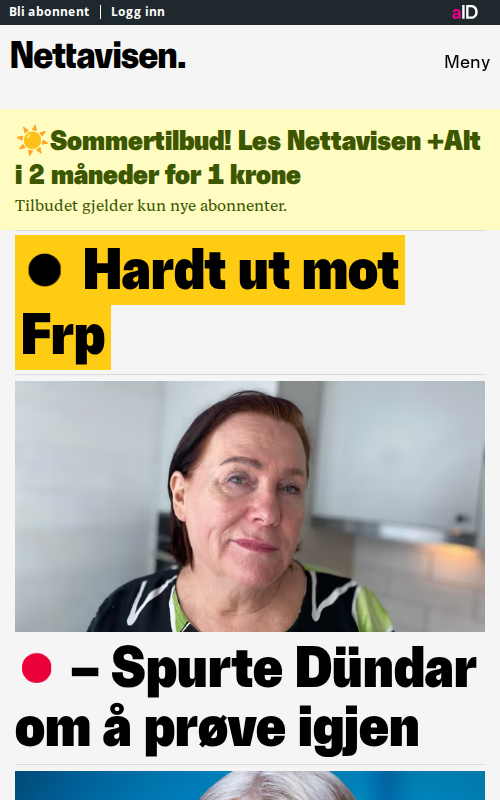 Bli abonnent
Logg inn
aID
Nettavisen.
Meny
Sommertilbud! Les Nettavisen +Alt
i 2 måneder for 1 krone
Tilbudet gjelder kun nye abonnenter.
Hardt ut mot
Frp
– Spurte Dündar
om å prøve igjen